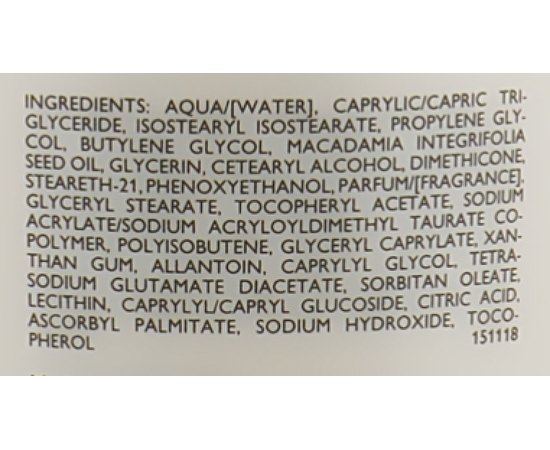 INGREDIENTS: AQUA/[WATER], CAPRYLIC/CAPRIC TRI-
GLYCERIDE, ISOSTEARYL ISOSTEARATE, PROPYLENE GLY-
COL, BUTYLENE GLYCOL, MACADAMIA INTEGRIFOLIA
SEED OIL, GLYCERIN, CETEARYL ALCOHOL, DIMETHICONE,
STEARETH-21, PHENOXYETHANOL, PARFUM/[FRAGRANCE],
GLYCERYL STEARATE, TOCOPHERYL ACETATE, SODIUM
ACRYLATE/SODIUM ACRYLOYLDIMETHYL TAURATE CO-
POLYMER, POLYISOBUTENE, GLYCERYL CAPRYLATE, XAN-
THAN GUM, ALLANTOIN, CAPRYLYL GLYCOL, TETRA-
SODIUM GLUTAMATE DIACETATE, SORBITAN OLEATE,
LECITHIN, CAPRYLYL/CAPRYL GLUCOSIDE, CITRIC ACID,
ASCORBYL PALMITATE, SODIUM HYDROXIDE, TOCO-
PHEROL 151118